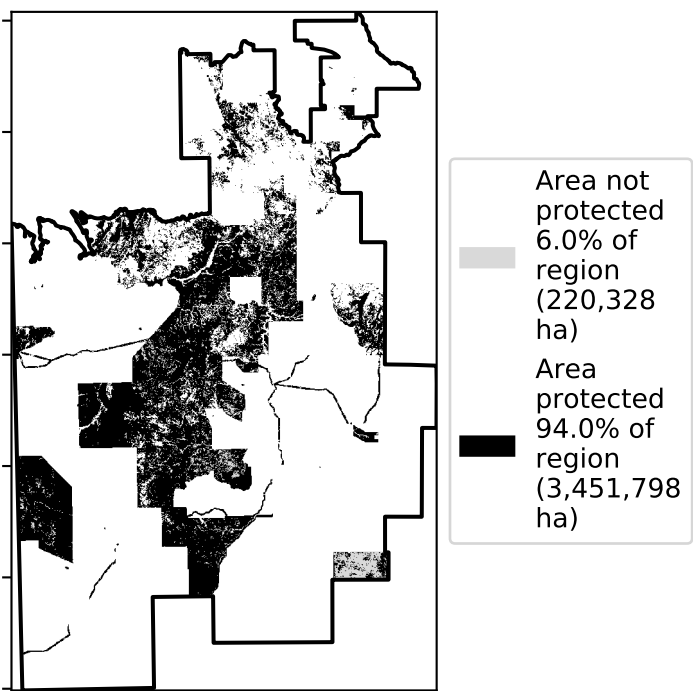 Area not
protected
6.0% of
region
(220,328
ha)
Area
protected
94.0% of
region
(3,451,798
ha)